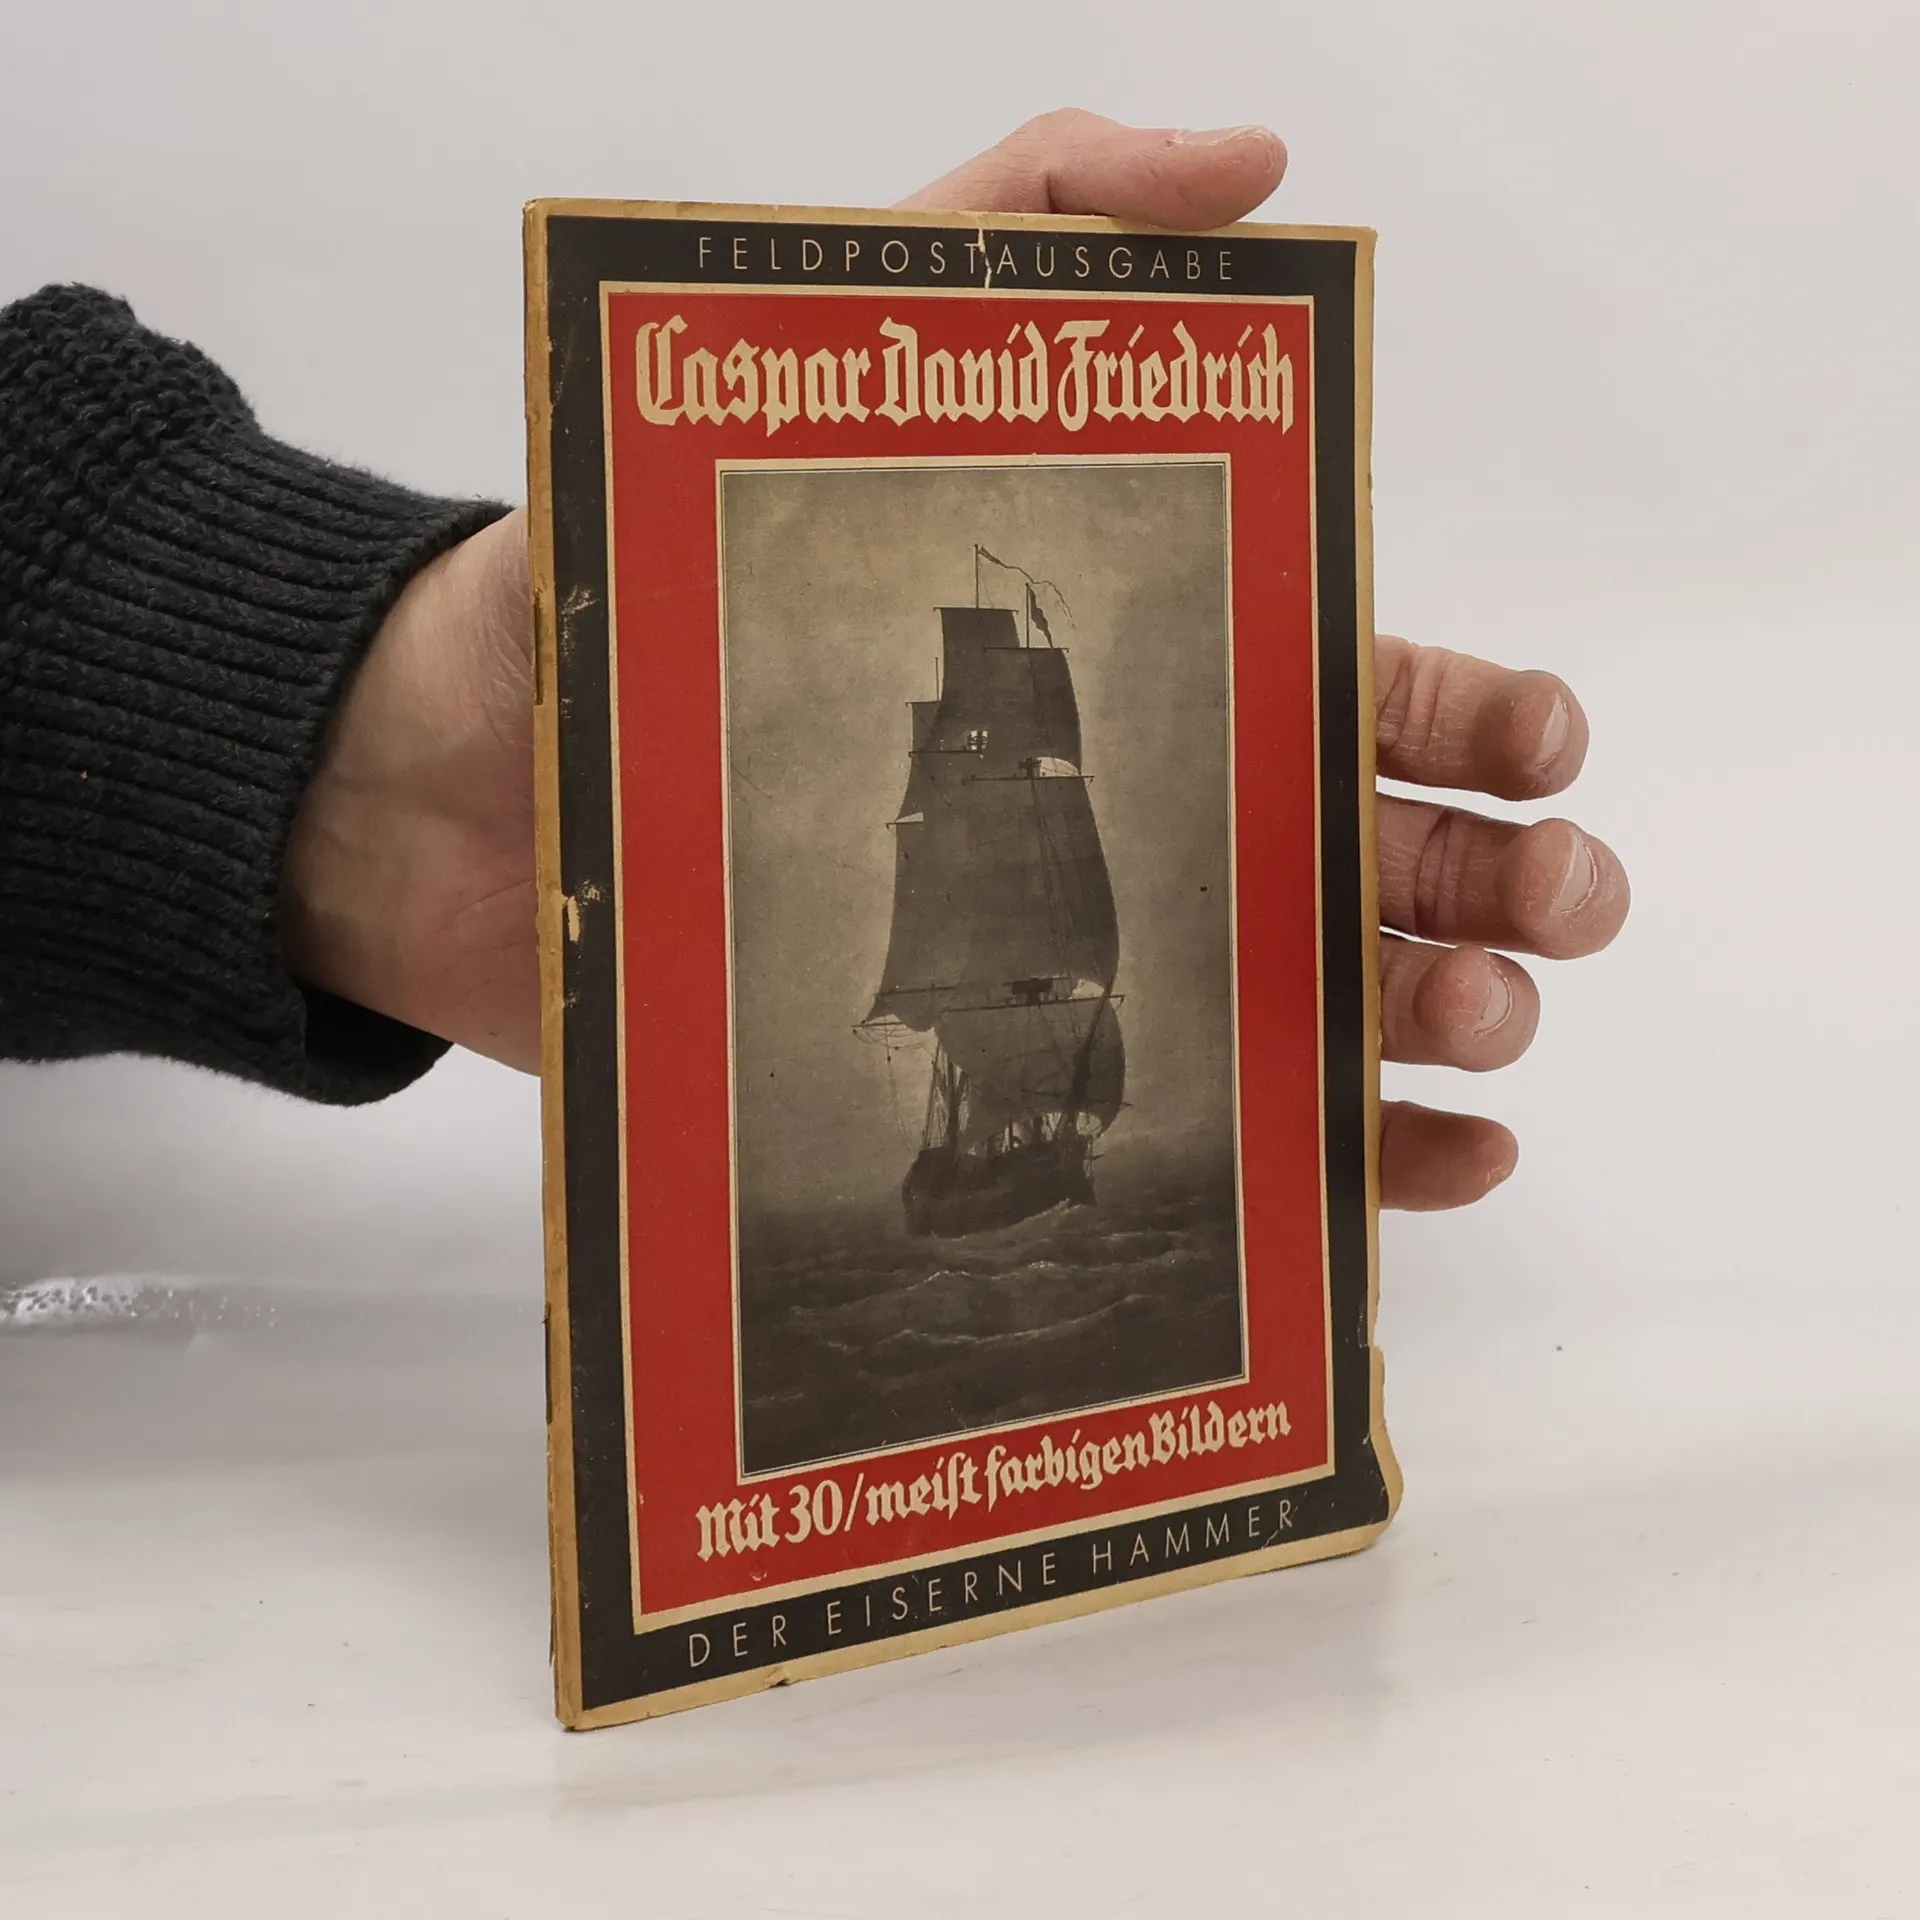 FELDPOSTAUSGABE
Caspar David Friedrich
Mit 30/meiſt farbigen Bildern
DER EISERNE HAMMER